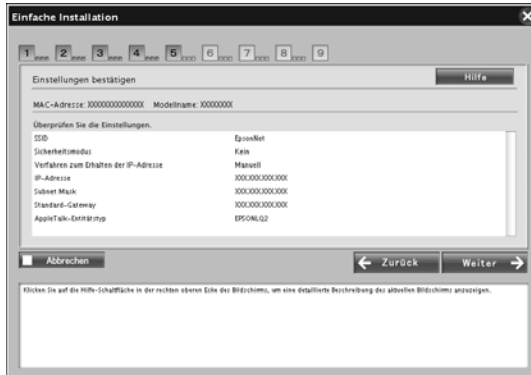 Einfache Installation
1 2 3 4 5 6 7 8 9
Einstellungen bestätigen
Hilfe
MAC-Adresse: XXXXXXXXXXXXXX Modellname: XXXXXXXX
Überprüfen Sie die Einstellungen.
SSID EpsonNet
Sicherheitsmodus Kein
Verfahren zum Erhalten der IP-Adresse Manuell
IP-Adresse XXX.XXX.XXX.XXX
Subnet Mask XXX.XXX.XXX.XXX
Standard-Gateway XXX.XXX.XXX.XXX
AppleTalk-Entitätstyp EPSONLQ2
Abbrechen
Zurück
Weiter
Klicken Sie auf die Hilfe-Schaltfläche in der rechten oberen Ecke des Bildschirms, um eine detaillierte Beschreibung des aktuellen Bildschirms anzuzeigen.